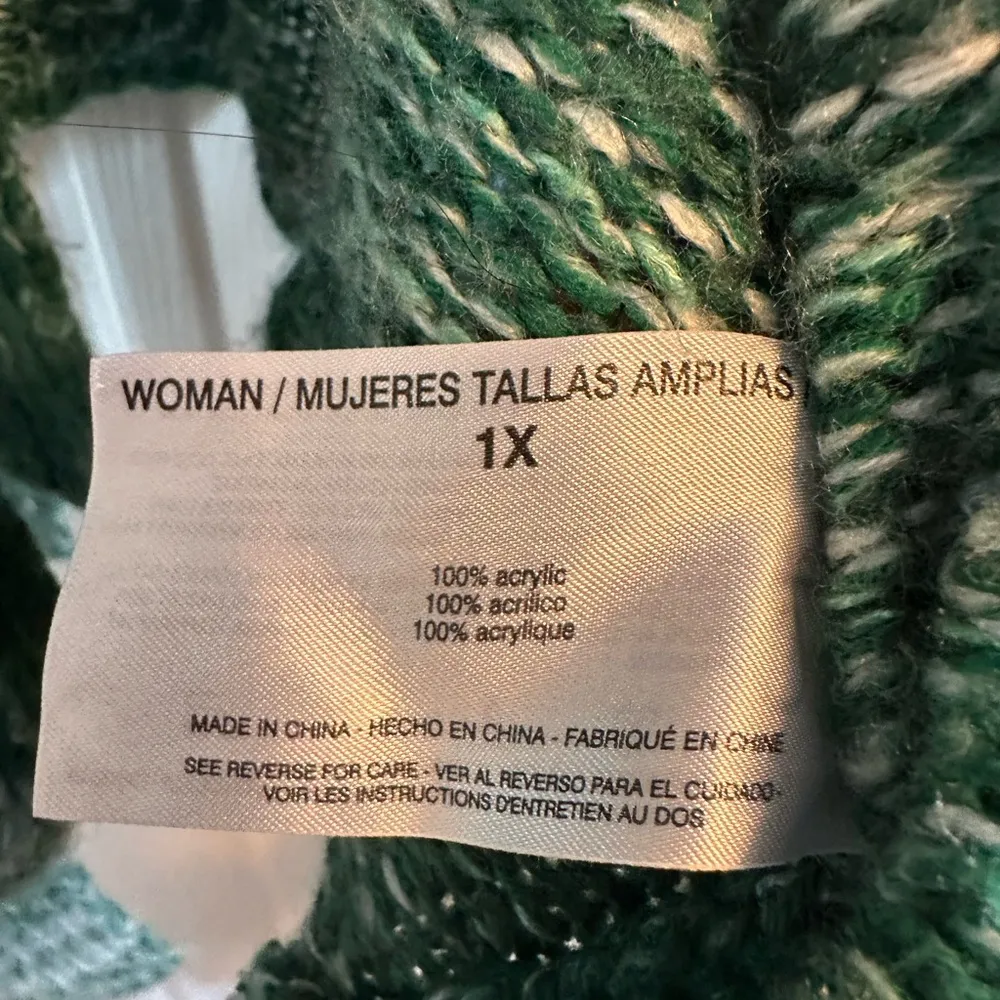 WOMAN / MUJERES TALLAS AMPLIAS
1X
100% acrylic
100% acrílico
100% acrylique
MADE IN CHINA - HECHO EN CHINA - FABRIQUÉ EN CHINE
SEE REVERSE FOR CARE - VER AL REVERSO PARA EL CUIDADO-
VOIR LES INSTRUCTIONS D'ENTRETIEN AU DOS